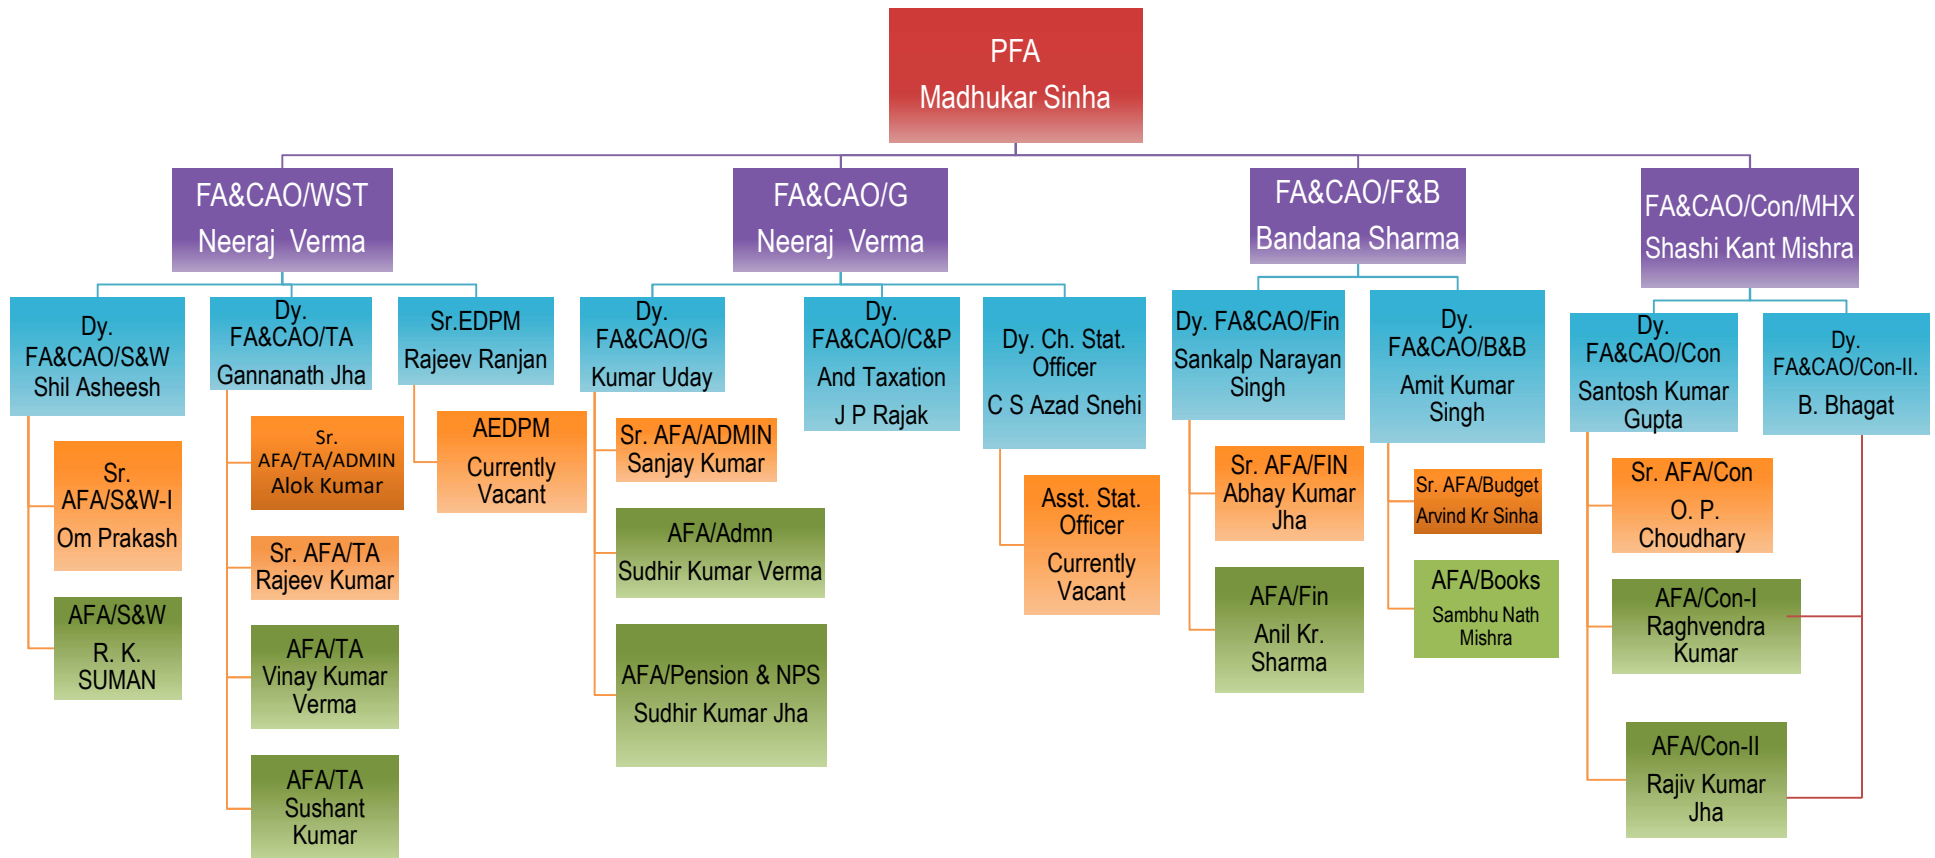 PFA
Madhukar Sinha
FA&CAO/WST
Neeraj Verma
FA&CAO/G
Neeraj Verma
FA&CAO/F&B
Bandana Sharma
FA&CAO/Con/MHX
Shashi Kant Mishra
Dy.
FA&CAO/S&W
Shil Asheesh
Dy.
FA&CAO/TA
Gannanath Jha
Sr.EDPM
Rajeev Ranjan
Dy.
FA&CAO/G
Kumar Uday
Dy.
FA&CAO/C&P
And Taxation
J P Rajak
Dy. Ch. Stat.
Officer
C S Azad Snehi
Dy. FA&CAO/Fin
Sankalp Narayan
Singh
Dy.
FA&CAO/B&B
Amit Kumar
Singh
Dy.
FA&CAO/Con
Santosh Kumar
Gupta
Dy.
FA&CAO/Con-II.
B. Bhagat
Sr.
AFA/S&W-I
Om Prakash
AFA/S&W
R. K.
SUMAN
Sr.
AFA/TA/ADMIN
Alok Kumar
Sr. AFA/TA
Rajeev Kumar
AFA/TA
Vinay Kumar
Verma
AFA/TA
Sushant
Kumar
AEDPM
Currently
Vacant
Sr. AFA/ADMIN
Sanjay Kumar
AFA/Admn
Sudhir Kumar Verma
AFA/Pension & NPS
Sudhir Kumar Jha
Asst. Stat.
Officer
Currently
Vacant
Sr. AFA/FIN
Abhay Kumar
Jha
AFA/Fin
Anil Kr.
Sharma
Sr. AFA/Budget
Arvind Kr Sinha
AFA/Books
Sambhu Nath
Mishra
Sr. AFA/Con
O. P.
Choudhary
AFA/Con-I
Raghvendra
Kumar
AFA/Con-II
Rajiv Kumar
Jha